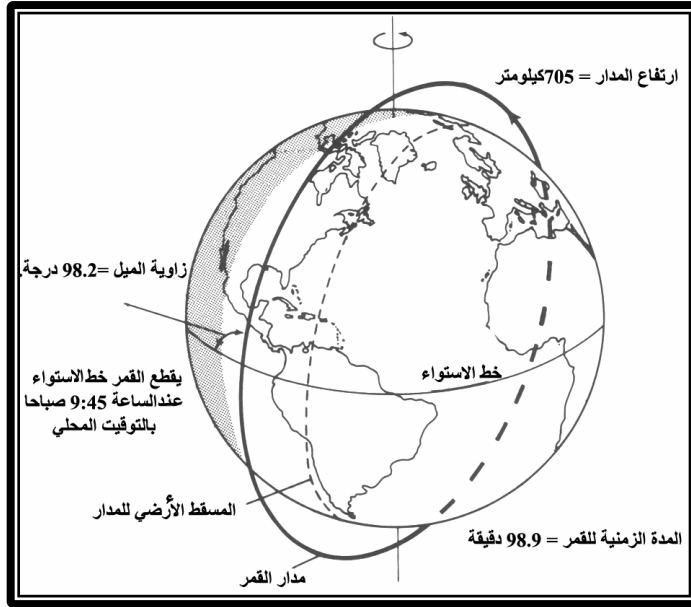 ارتفاع المدار = 705كيلومتر
زاوية الميل =98.2 درجة.
يقطع القمر خط الاستواء
عندالساعة 9:45 صباحا
بالتوقيت المحلي
خط الاستواء
المسقط الأرضي للمدار
المدة الزمنية للقمر = 98.9 دقيقة
مدار القمر